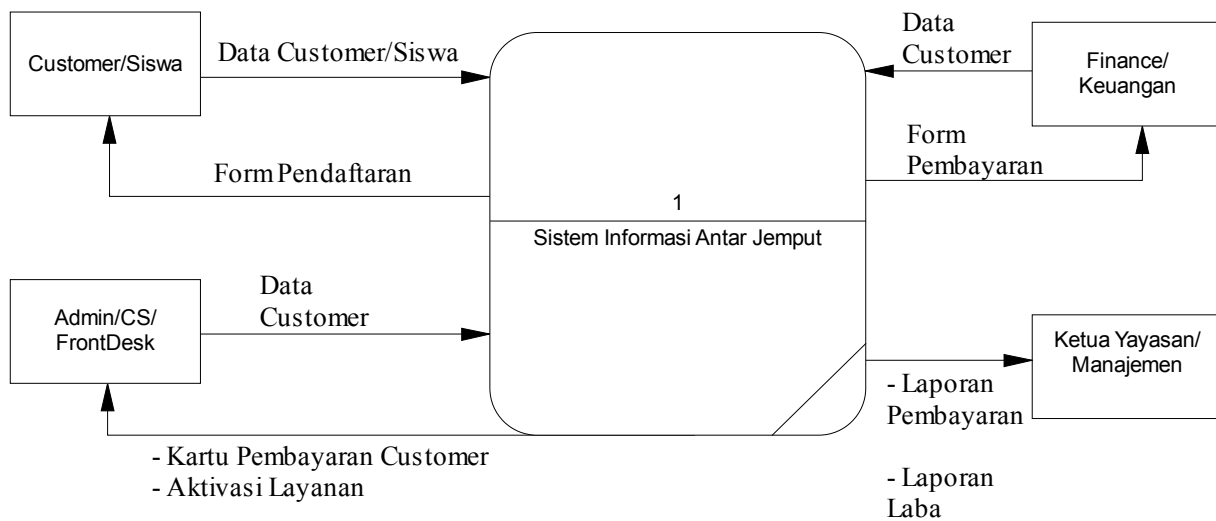 Customer/Siswa
Data Customer/Siswa
Form Pendaftaran
Data
Customer
Finance/
Keuangan
Form
Pembayaran
1
Sistem Informasi Antar Jemput
Admin/CS/
FrontDesk
Data
Customer
- Kartu Pembayaran Customer
- Aktivasi Layanan
Ketua Yayasan/
Manajemen
- Laporan
Pembayaran
- Laporan
Laba